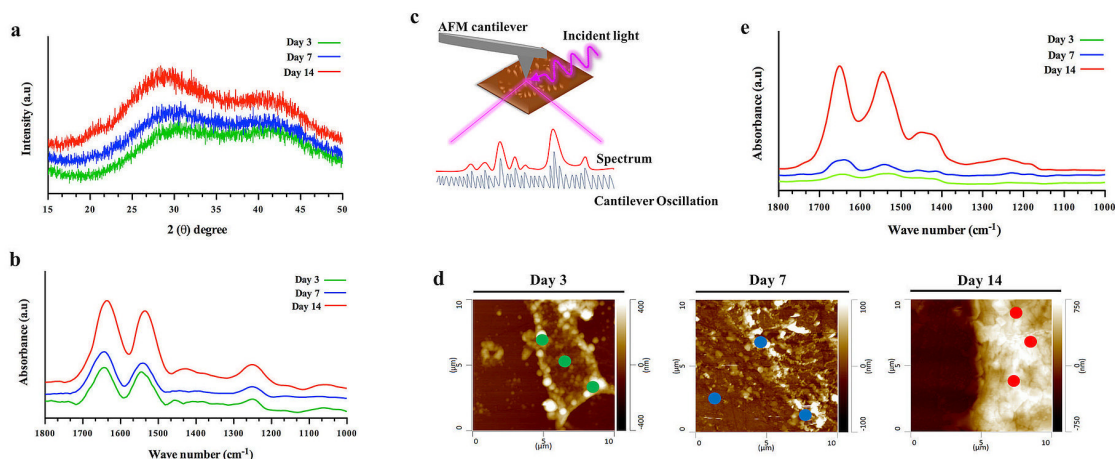 a
Day 3
Day 7
Day 14
Intensity (a.u)
15 20 25 30 35 40 45 50
2 (θ) degree
b
Day 3
Day 7
Day 14
Absorbance (a.u)
1800 1700 1600 1500 1400 1300 1200 1100 1000
Wave number (cm-1)
c
AFM cantilever
Incident light
Spectrum
Cantilever Oscillation
e
Day 3
Day 7
Day 14
Absorbance (a.u)
1800 1700 1600 1500 1400 1300 1200 1100 1000
Wave number (cm-1)
d
Day 3
10
5
(µm)
0
0 5 10
(µm)
400
0
(nm)
-400
Day 7
10
5
(µm)
0
0 5 10
(µm)
100
0
(nm)
-100
Day 14
10
5
(µm)
0
0 5 10
(µm)
750
0
(nm)
-750